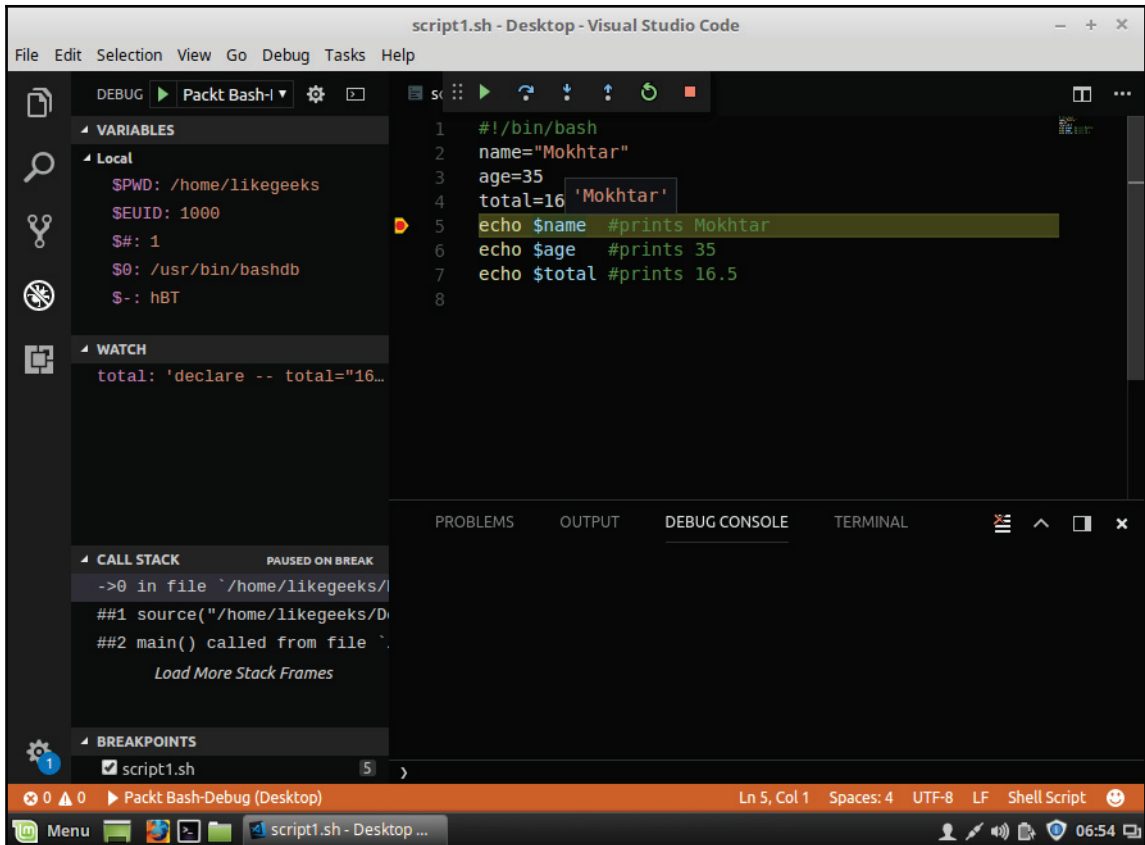 script1.sh - Desktop - Visual Studio Code
File Edit Selection View Go Debug Tasks Help
DEBUG Packt Bash-
VARIABLES
Local
$PWD: /home/likegeeks
$EUID: 1000
$#: 1
$0: /usr/bin/bashdb
$-: hBT
WATCH
total: 'declare -- total="16…
CALL STACK PAUSED ON BREAK
->0 in file `/home/likegeeks/
##1 source("/home/likegeeks/D
##2 main() called from file `
Load More Stack Frames
BREAKPOINTS
script1.sh 5
1
1 #!/bin/bash
2 name="Mokhtar"
3 age=35
4 total=16
'Mokhtar'
5 echo $name #prints Mokhtar
6 echo $age #prints 35
7 echo $total #prints 16.5
8
PROBLEMS OUTPUT DEBUG CONSOLE TERMINAL
0 0 Packt Bash-Debug (Desktop) Ln 5, Col 1 Spaces: 4 UTF-8 LF Shell Script
Menu script1.sh - Desktop ... 06:54